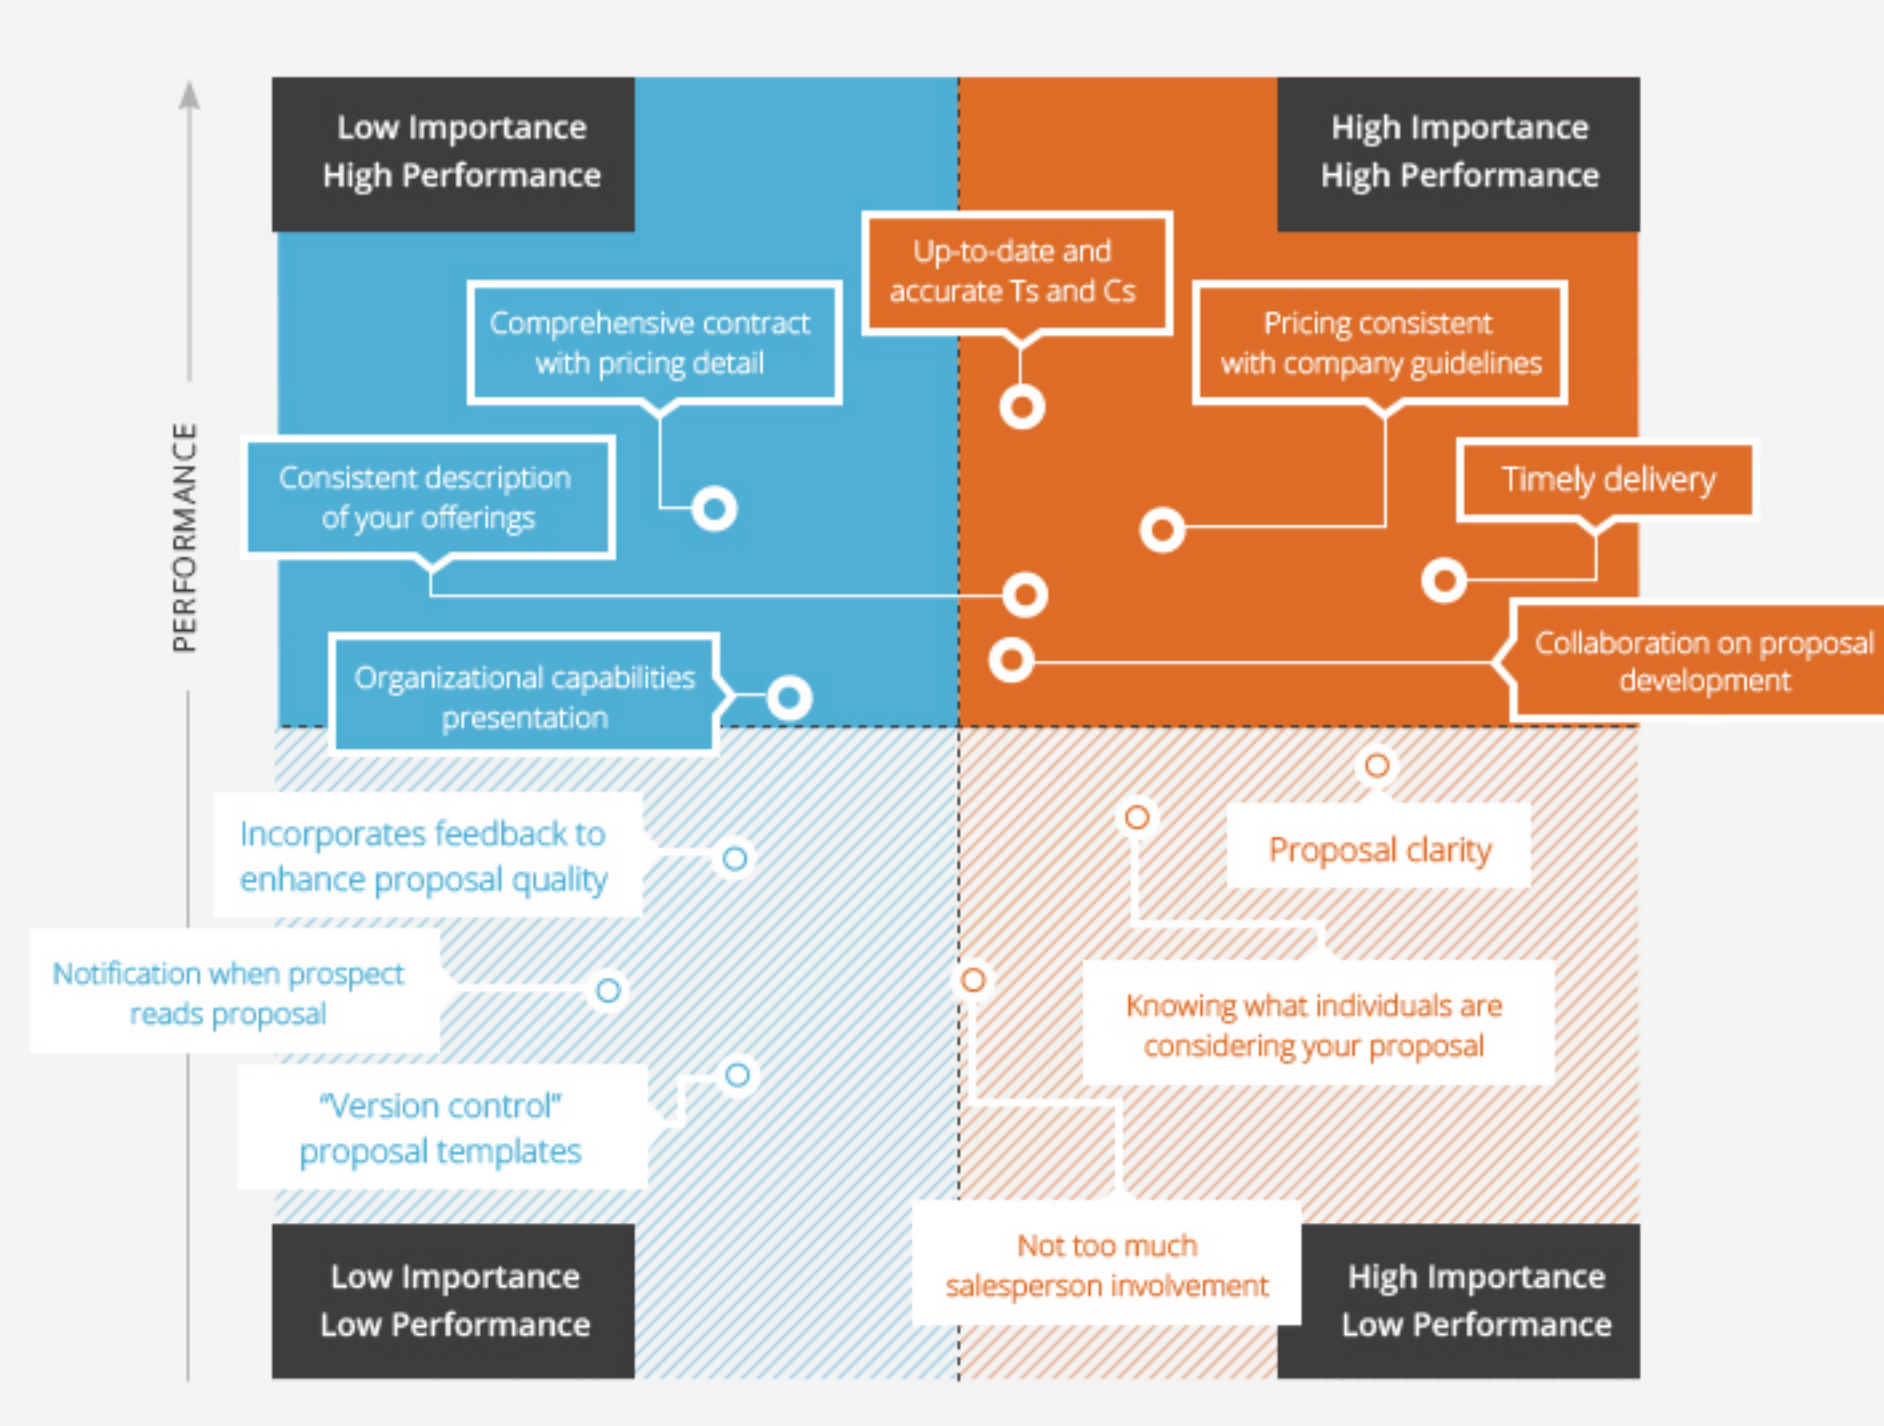 Low Importance
High Performance
High Importance
High Performance
Up-to-date and
accurate Ts and Cs
Comprehensive contract
with pricing detail
Pricing consistent
with company guidelines
Consistent description
of your offerings
Timely delivery
PERFORMANCE
Organizational capabilities
presentation
Collaboration on proposal
development
Incorporates feedback to
enhance proposal quality
Proposal clarity
Notification when prospect
reads proposal
Knowing what individuals are
considering your proposal
“Version control”
proposal templates
Not too much
salesperson involvement
Low Importance
Low Performance
High Importance
Low Performance